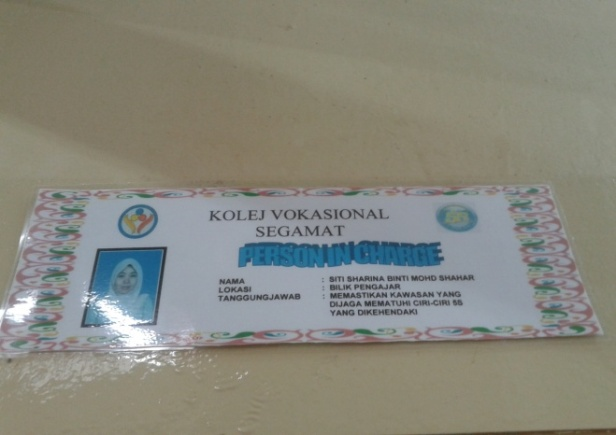 KOLEJ VOKASIONAL
SEGAMAT
PERSON IN CHARGE
NAMA : SITI SHARINA BINTI MOHD SHAHAR
LOKASI : BILIK PENGAJAR
TANGGUNGJAWAB : MEMASTIKAN KAWASAN YANG
DIJAGA MEMATUHI CIRI-CIRI 5S
YANG DIKEHENDAKI